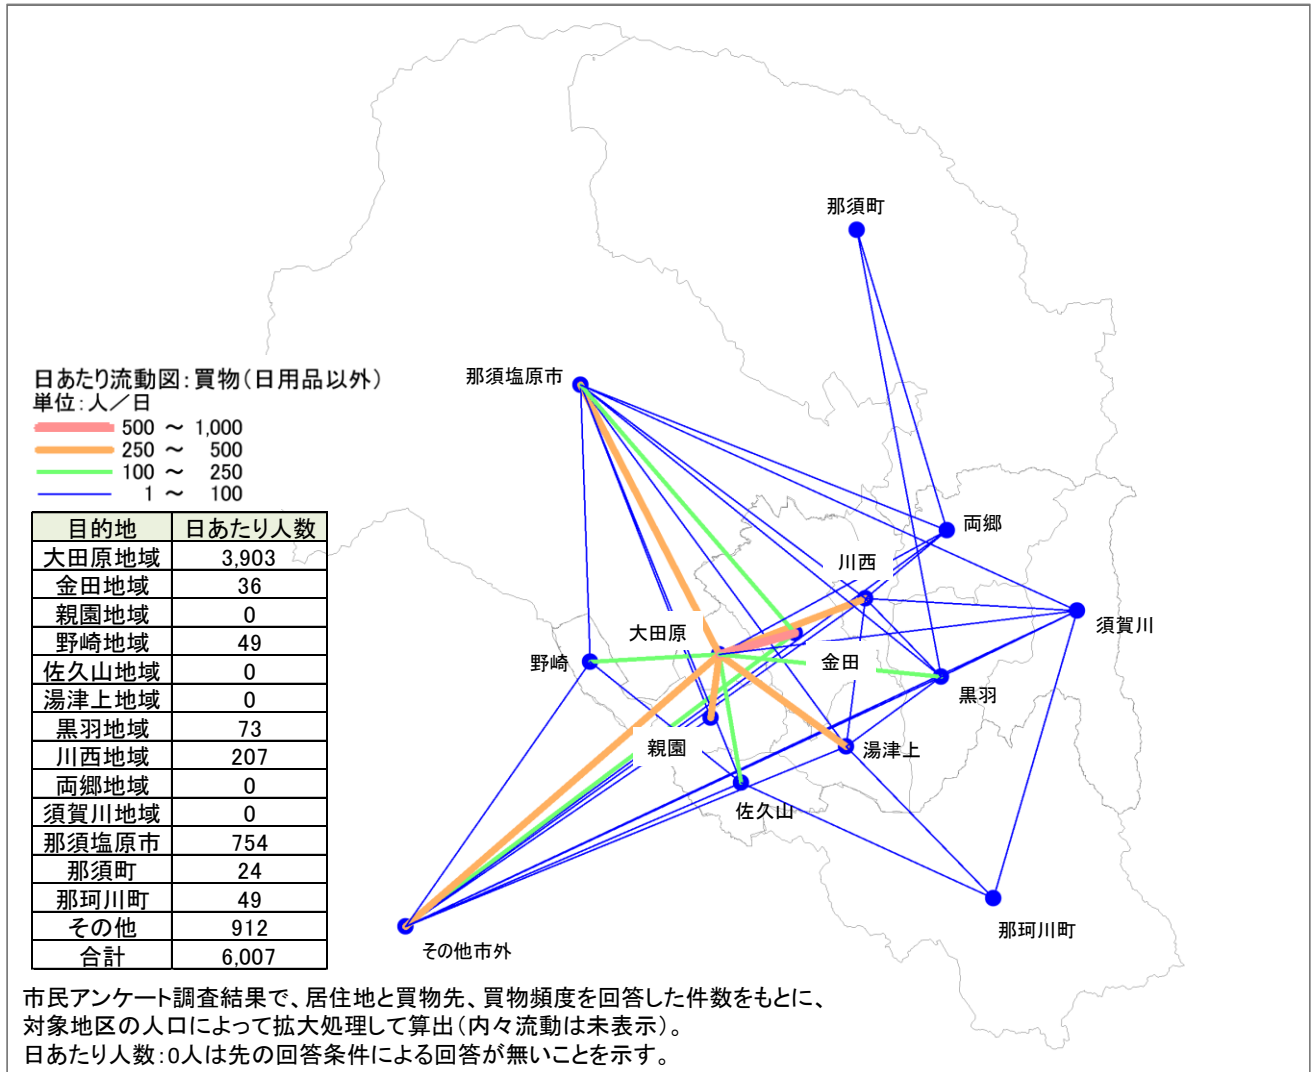 那須町
那須塩原市
日あたり流動図：買物（日用品以外）
単位：人／日
500 ～ 1,000
250 ～ 500
100 ～ 250
1 ～ 100
目的地 日あたり人数
大田原地域 3,903
金田地域 36
親園地域 0
野崎地域 49
佐久山地域 0
湯津上地域 0
黒羽地域 73
川西地域 207
両郷地域 0
須賀川地域 0
那須塩原市 754
那須町 24
那珂川町 49
その他 912
合計 6,007
両郷
川西
須賀川
大田原
野崎
金田
黒羽
親園
湯津上
佐久山
那珂川町
その他市外
市民アンケート調査結果で、居住地と買物先、買物頻度を回答した件数をもとに、
対象地区の人口によって拡大処理して算出（内々流動は未表示）。
日あたり人数：0人は先の回答条件による回答が無いことを示す。